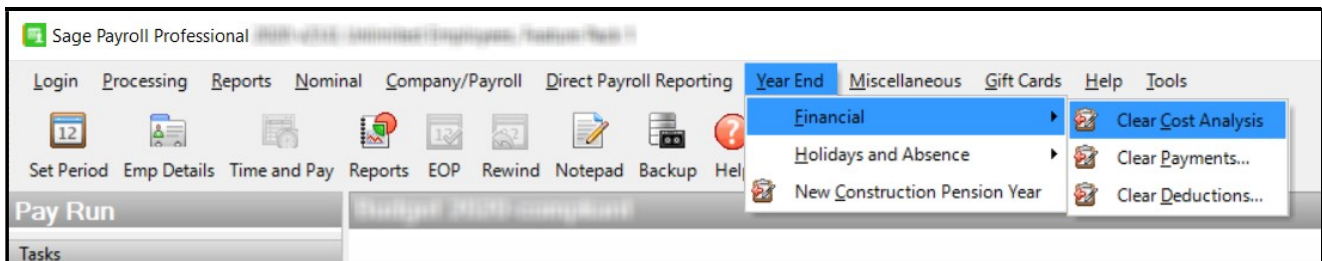 Sage Payroll Professional
Login Processing Reports Nominal Company/Payroll Direct Payroll Reporting Year End Miscellaneous Gift Cards Help Tools
Financial
Clear Cost Analysis
Holidays and Absence
Clear Payments...
New Construction Pension Year
Clear Deductions...
12 12
Set Period Emp Details Time and Pay Reports EOP Rewind Notepad Backup Help
Pay Run
Tasks